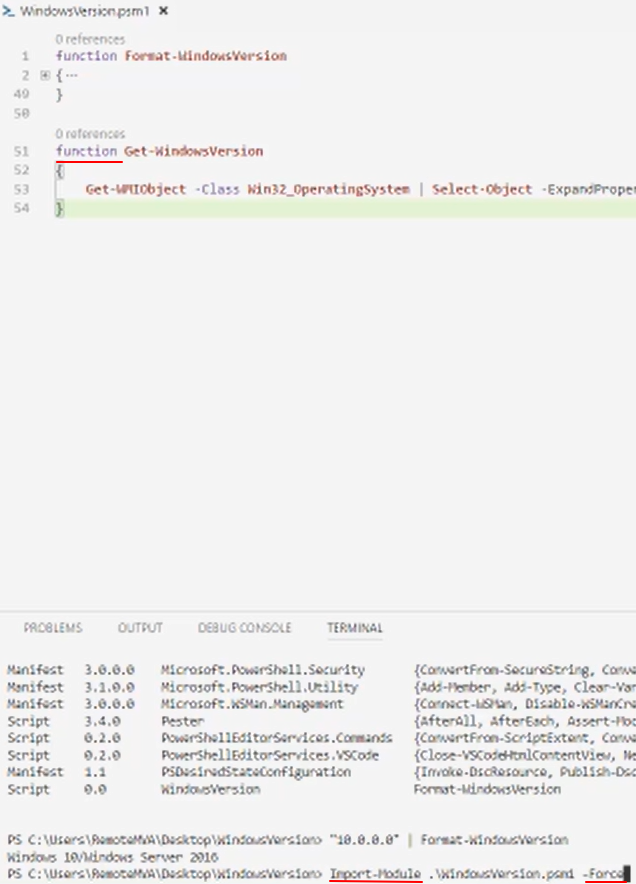 WindowsVersion.psm1 ×
0 references
1 function Format-WindowsVersion
2 {···
49 }
50
0 references
51 function Get-WindowsVersion
52 {
53 Get-WMIObject -Class Win32_OperatingSystem | Select-Object -ExpandProper
54 }
PROBLEMS OUTPUT DEBUG CONSOLE TERMINAL
Manifest 3.0.0.0 Microsoft.PowerShell.Security {ConvertFrom-SecureString, Conve
Manifest 3.1.0.0 Microsoft.PowerShell.Utility {Add-Member, Add-Type, Clear-Var
Manifest 3.0.0.0 Microsoft.WSMan.Management {Connect-WSMan, Disable-WSManCre
Script 3.4.0 Pester {AfterAll, AfterEach, Assert-Moc
Script 0.2.0 PowerShellEditorServices.Commands {ConvertFrom-ScriptExtent, Conve
Script 0.2.0 PowerShellEditorServices.VSCode {Close-VSCodeHtmlContentView, Ne
Manifest 1.1 PSDesiredStateConfiguration {Invoke-DscResource, Publish-Dsc
Script 0.0 WindowsVersion Format-WindowsVersion
PS C:\Users\RemoteMVA\Desktop\WindowsVersion> "10.0.0.0" | Format-WindowsVersion
Windows 10/Windows Server 2016
PS C:\Users\RemoteMVA\Desktop\WindowsVersion> Import-Module .\WindowsVersion.psm1 -Force